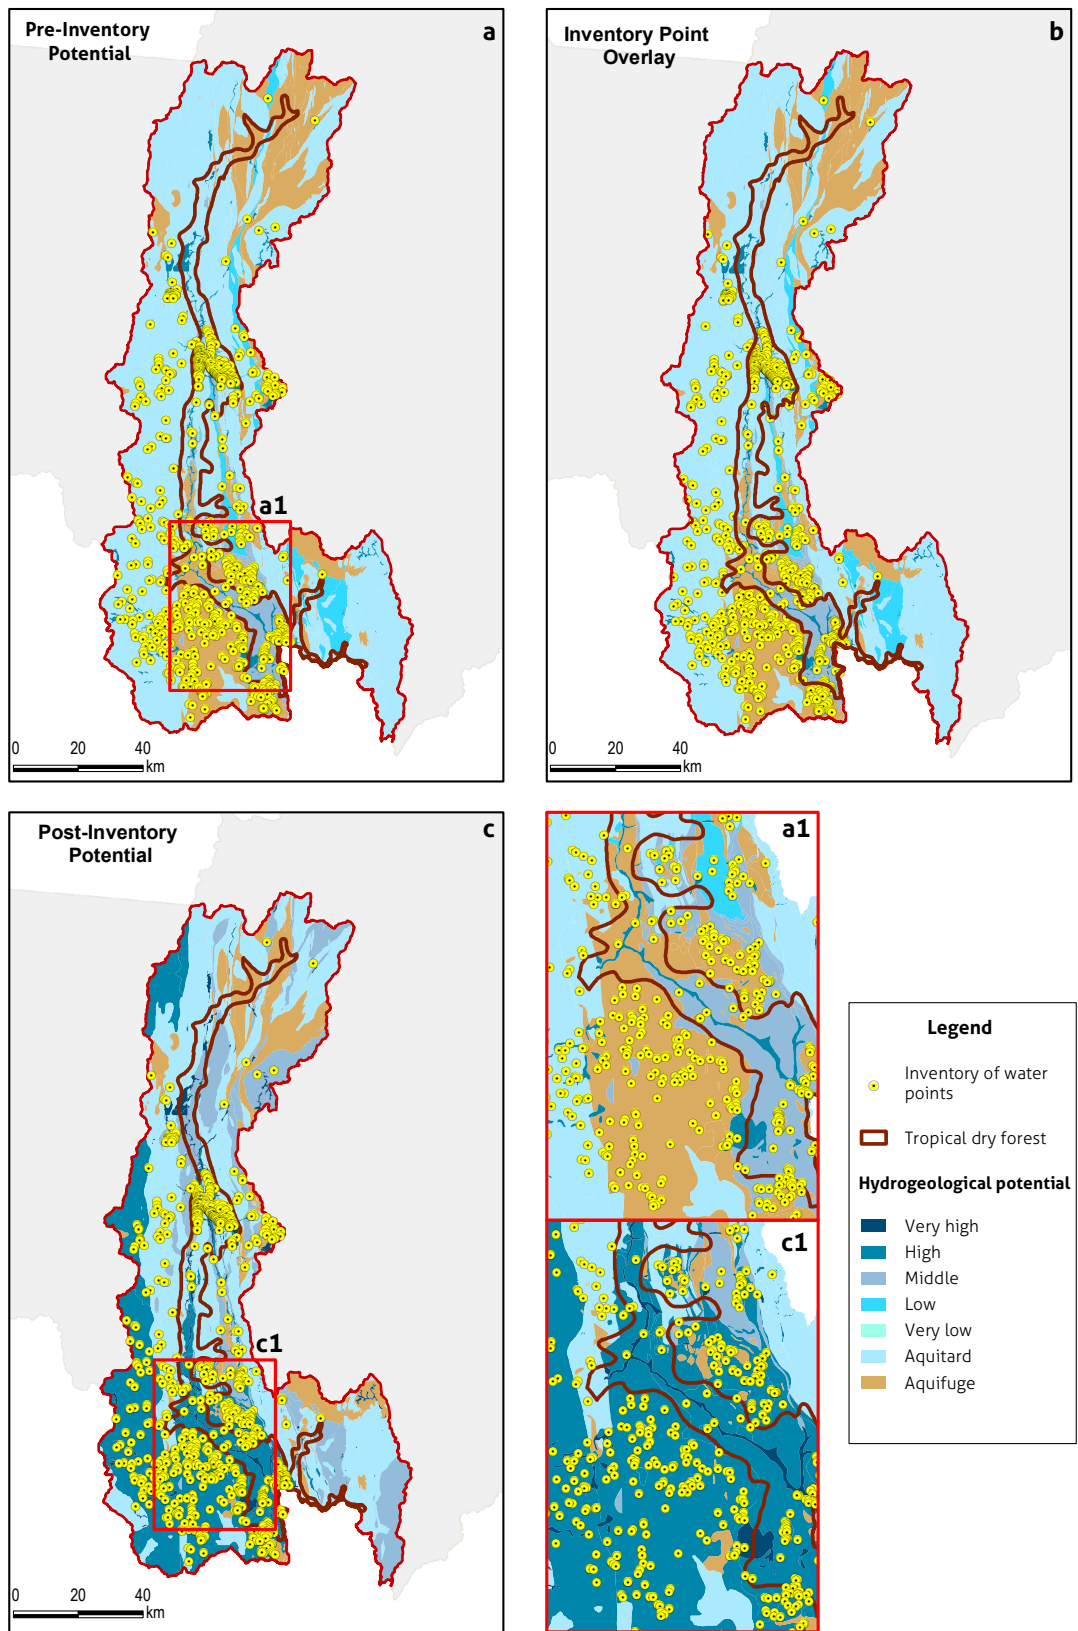 Pre-Inventory
Potential
a
a1
0 20 40
km
Inventory Point
Overlay
b
0 20 40
km
Post-Inventory
Potential
c
c1
0 20 40
km
a1
c1
Legend
Inventory of water
points
Tropical dry forest
Hydrogeological potential
Very high
High
Middle
Low
Very low
Aquitard
Aquifuge